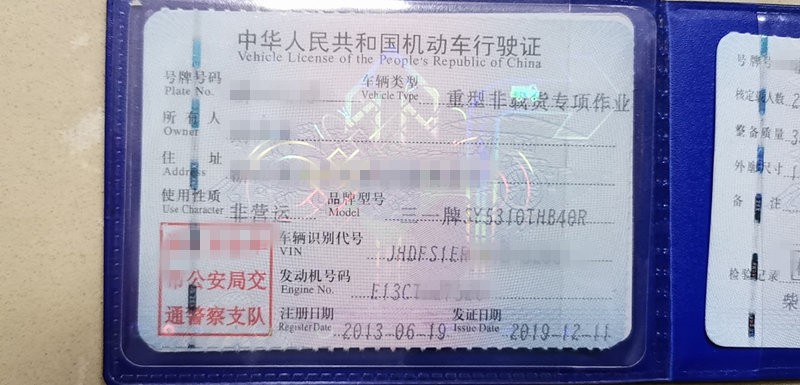 中华人民共和国机动车行驶证
Vehicle License of the People's Republic of China
号牌号码 车辆类型 重型非载货专项作业
Plate No. Vehicle Type
所有人
Owner
住址
Address
使用性质 非营运 品牌型号 三一牌SY5310THB40R
Use Character Model
车辆识别代号 JHDFS1E
VIN
发动机号码 E13C
Engine No.
公安局交
通警察支队
注册日期 2013-06-19 发证日期 2019-12-11
Register Date Issue Date
号牌号
核定载人数 2
整备质量 3
外廓尺寸 1
备注
检验记录
柴